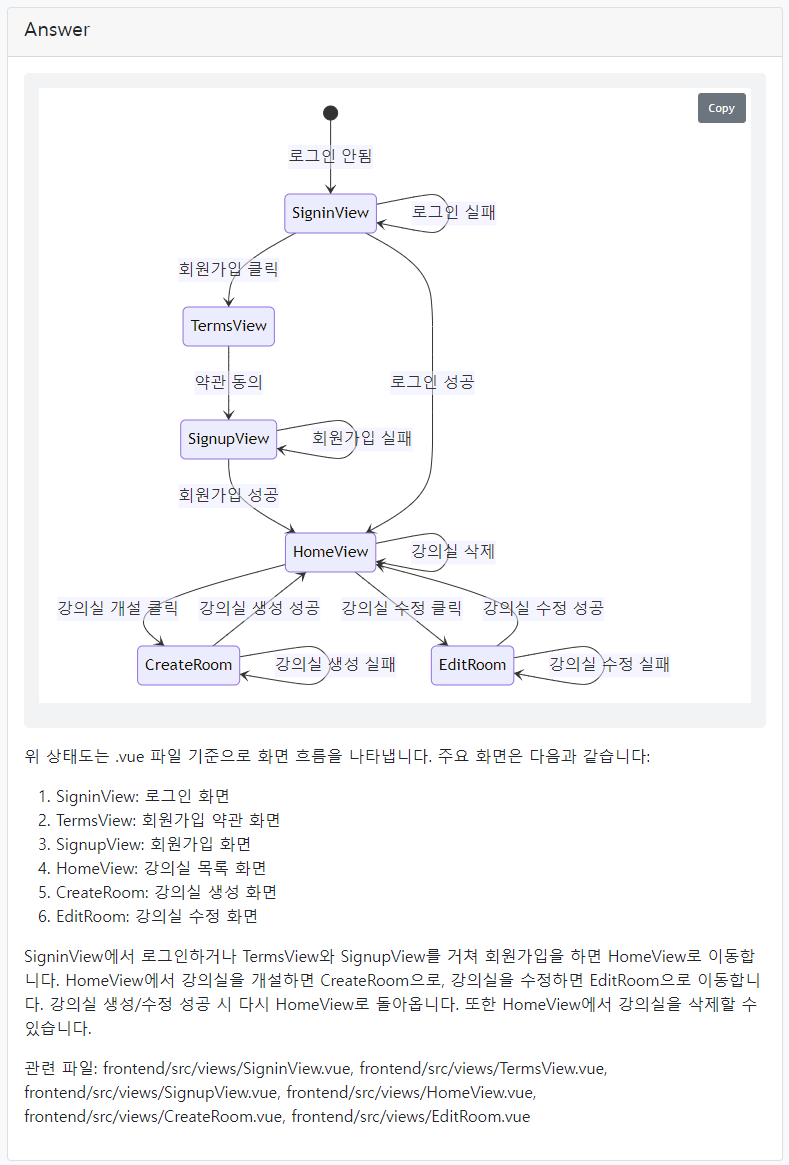 Answer
Copy
로그인 안됨
SigninView
로그인 실패
회원가입 클릭
TermsView
약관 동의
로그인 성공
SignupView
회원가입 실패
회원가입 성공
HomeView
강의실 삭제
강의실 개설 클릭
강의실 생성 성공
강의실 수정 클릭
강의실 수정 성공
CreateRoom
강의실 생성 실패
EditRoom
강의실 수정 실패
위 상태도는 .vue 파일 기준으로 화면 흐름을 나타냅니다. 주요 화면은 다음과 같습니다:
1. SigninView: 로그인 화면
2. TermsView: 회원가입 약관 화면
3. SignupView: 회원가입 화면
4. HomeView: 강의실 목록 화면
5. CreateRoom: 강의실 생성 화면
6. EditRoom: 강의실 수정 화면
SigninView에서 로그인하거나 TermsView와 SignupView를 거쳐 회원가입을 하면 HomeView로 이동합
니다. HomeView에서 강의실을 개설하면 CreateRoom으로, 강의실을 수정하면 EditRoom으로 이동합니
다. 강의실 생성/수정 성공 시 다시 HomeView로 돌아옵니다. 또한 HomeView에서 강의실을 삭제할 수
있습니다.
관련 파일: frontend/src/views/SigninView.vue, frontend/src/views/TermsView.vue,
frontend/src/views/SignupView.vue, frontend/src/views/HomeView.vue,
frontend/src/views/CreateRoom.vue, frontend/src/views/EditRoom.vue